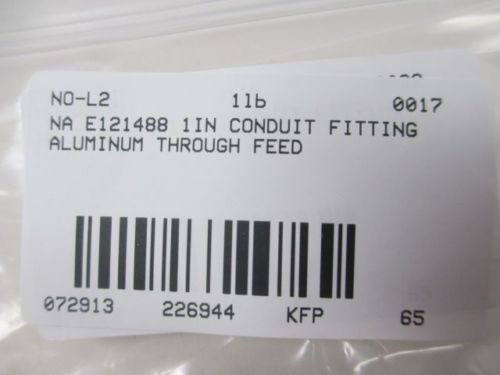 NO-L2 1lb 0017
NA E121488 1IN CONDUIT FITTING
ALUMINUM THROUGH FEED
072913 226944 KFP 65